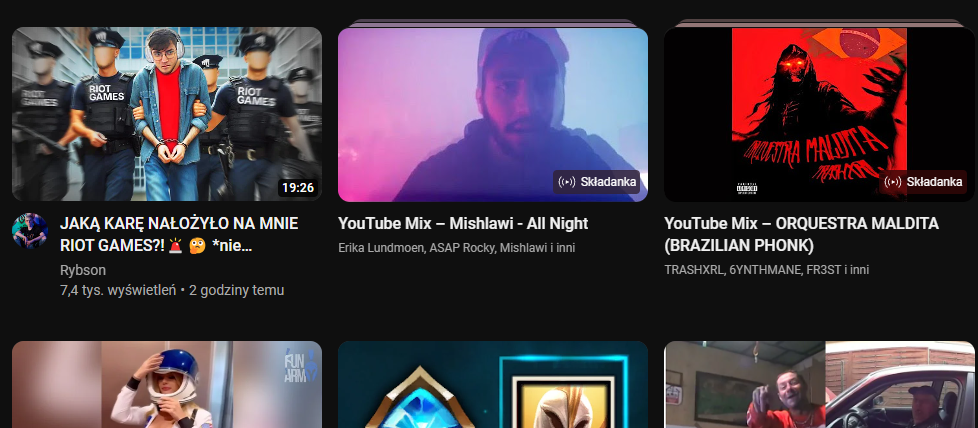 RIOT
GAMES
RIOT
GAMES
RIOT
GAMES
19:26
JAKĄ KARĘ NAŁOŻYŁO NA MNIE
RIOT GAMES?! 🚨 🤔 *nie...
Rybson
7,4 tys. wyświetleń • 2 godziny temu
Składanka
YouTube Mix – Mishlawi - All Night
Erika Lundmoen, ASAP Rocky, Mishlawi i inni
ORQUESTRA MALDITA
TRASHXRL
Składanka
YouTube Mix – ORQUESTRA MALDITA
(BRAZILIAN PHONK)
TRASHXRL, 6YNTHMANE, FR3ST i inni
FUN
ARMY